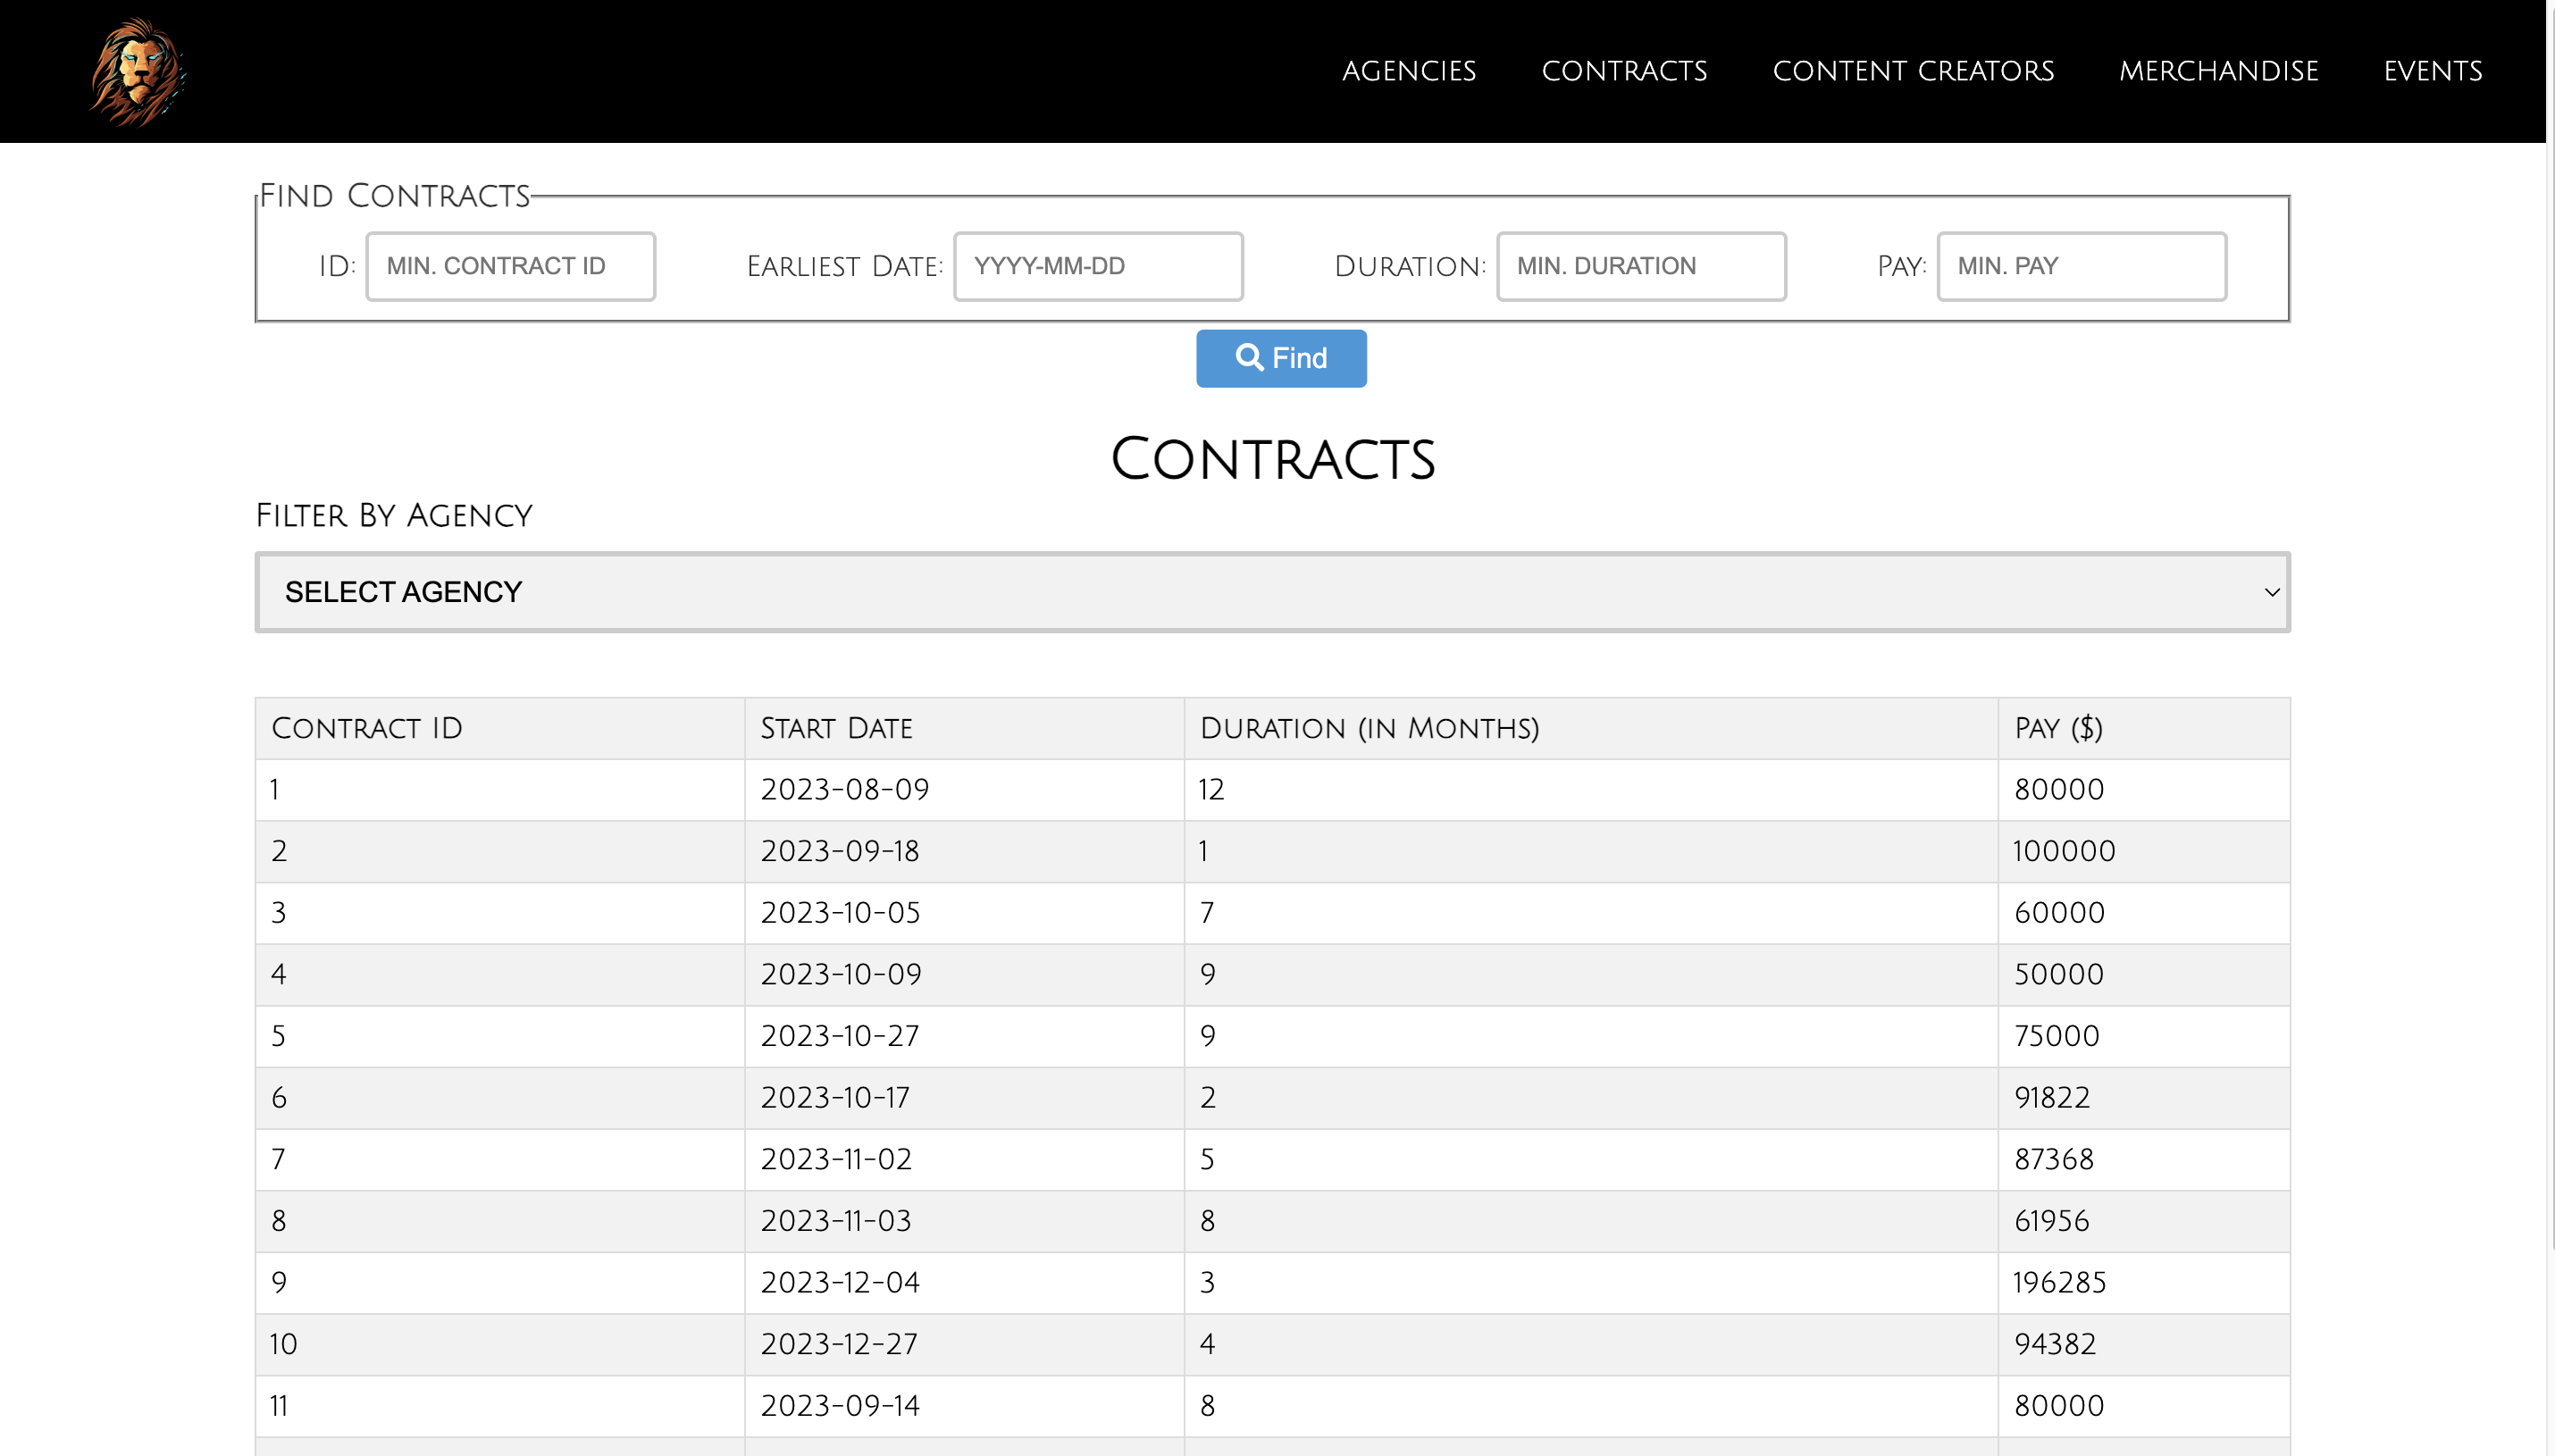 AGENCIES CONTRACTS CONTENT CREATORS MERCHANDISE EVENTS
Find Contracts
ID: MIN. CONTRACT ID Earliest Date: YYYY-MM-DD Duration: MIN. DURATION Pay: MIN. PAY
Find
Contracts
Filter By Agency
SELECT AGENCY
Contract ID Start Date Duration (in Months) Pay ($)
1 2023-08-09 12 80000
2 2023-09-18 1 100000
3 2023-10-05 7 60000
4 2023-10-09 9 50000
5 2023-10-27 9 75000
6 2023-10-17 2 91822
7 2023-11-02 5 87368
8 2023-11-03 8 61956
9 2023-12-04 3 196285
10 2023-12-27 4 94382
11 2023-09-14 8 80000